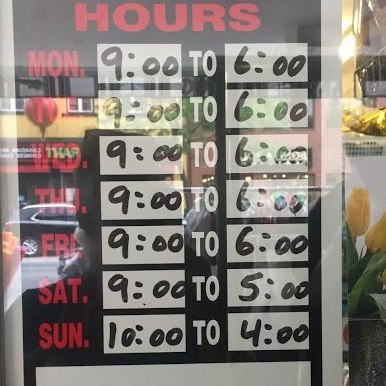 HOURS
MON. 9:00 TO 6:00
9:00 TO 6:00
WED. 9:00 TO 6:00
THU. 9:00 TO 6:00
FRI. 9:00 TO 6:00
SAT. 9:00 TO 5:00
SUN. 10:00 TO 4:00